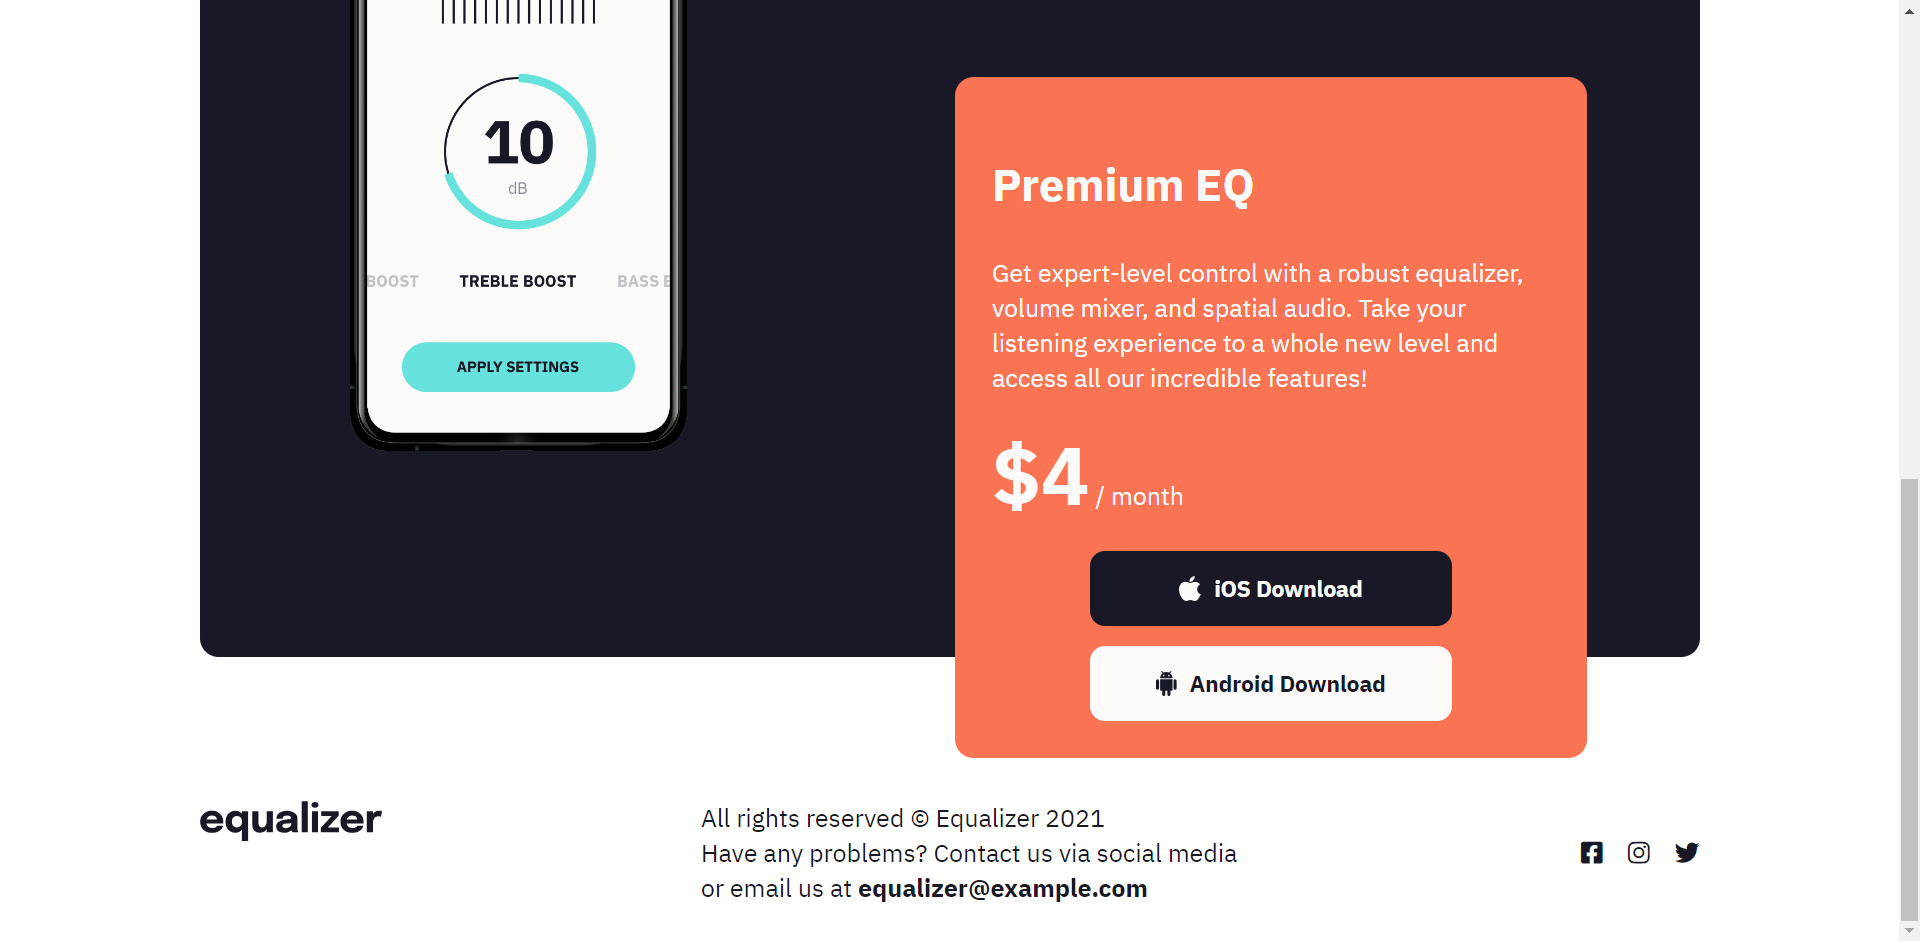 10
dB
BOOST TREBLE BOOST BASS
APPLY SETTINGS
Premium EQ
Get expert-level control with a robust equalizer,
volume mixer, and spatial audio. Take your
listening experience to a whole new level and
access all our incredible features!
$4 / month
iOS Download
Android Download
equalizer
All rights reserved © Equalizer 2021
Have any problems? Contact us via social media
or email us at equalizer@example.com